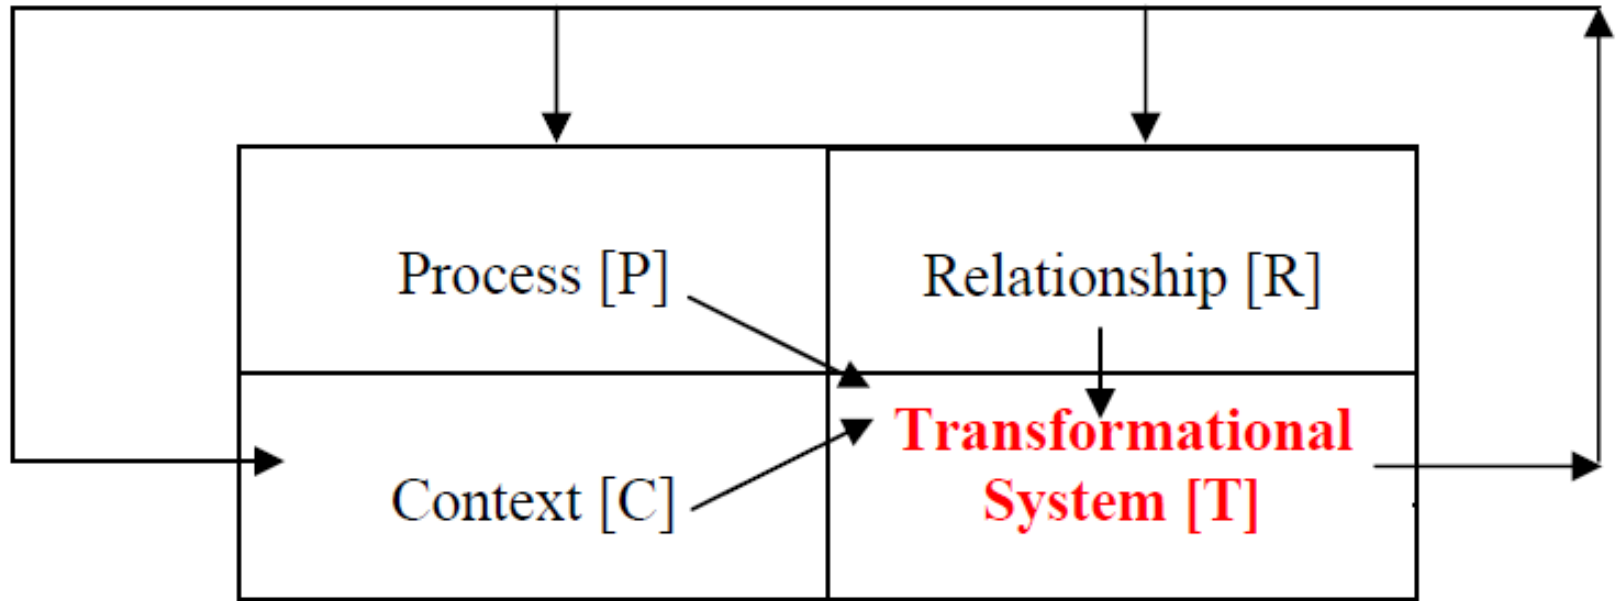 Process [P]
Relationship [R]
Context [C]
Transformational
System [T]